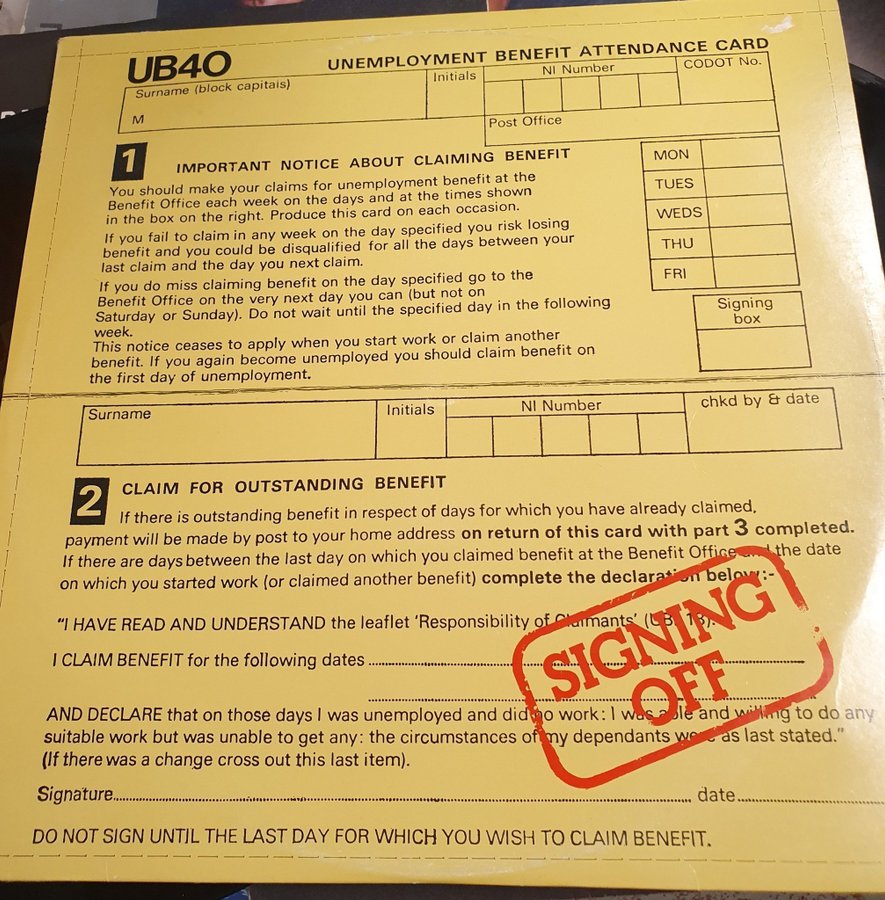 UB40
UNEMPLOYMENT BENEFIT ATTENDANCE CARD
Surname (block capitals)
Initials
NI Number
CODOT No.
M
Post Office
1
IMPORTANT NOTICE ABOUT CLAIMING BENEFIT
You should make your claims for unemployment benefit at the
Benefit Office each week on the days and at the times shown
in the box on the right. Produce this card on each occasion.
If you fail to claim in any week on the day specified you risk losing
benefit and you could be disqualified for all the days between your
last claim and the day you next claim.
If you do miss claiming benefit on the day specified go to the
Benefit Office on the very next day you can (but not on
Saturday or Sunday). Do not wait until the specified day in the following
week.
This notice ceases to apply when you start work or claim another
benefit. If you again become unemployed you should claim benefit on
the first day of unemployment.
MON
TUES
WEDS
THU
FRI
Signing
box
Surname
Initials
NI Number
chkd by & date
2
CLAIM FOR OUTSTANDING BENEFIT
If there is outstanding benefit in respect of days for which you have already claimed,
payment will be made by post to your home address on return of this card with part 3 completed.
If there are days between the last day on which you claimed benefit at the Benefit Office and the date
on which you started work (or claimed another benefit) complete the declaration below:-
"I HAVE READ AND UNDERSTAND the leaflet 'Responsibility of Claimants' (UBL 18).
I CLAIM BENEFIT for the following dates
AND DECLARE that on those days I was unemployed and did no work: I was able and willing to do any
suitable work but was unable to get any: the circumstances of my dependants were as last stated."
(If there was a change cross out this last item).
Signature
date
DO NOT SIGN UNTIL THE LAST DAY FOR WHICH YOU WISH TO CLAIM BENEFIT.
SIGNING
OFF